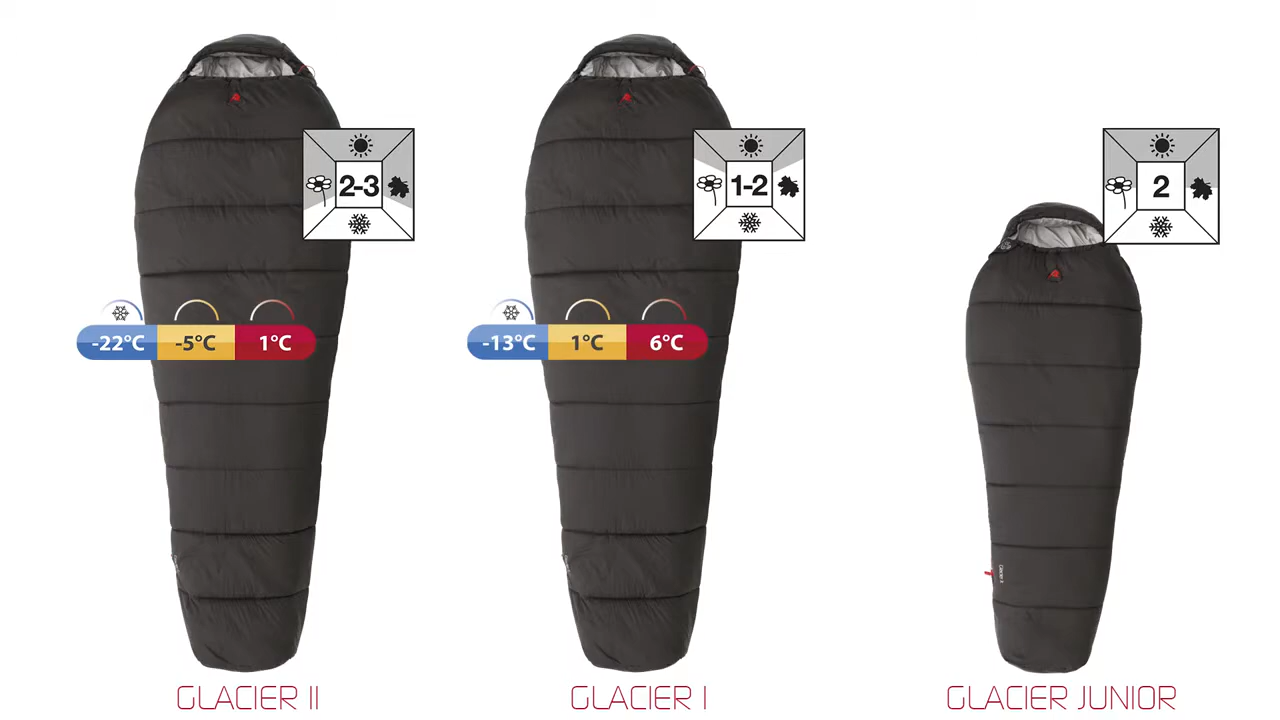 2-3
-22°C -5°C 1°C
GLACIER II
1-2
-13°C 1°C 6°C
GLACIER I
2
GLACIER JUNIOR